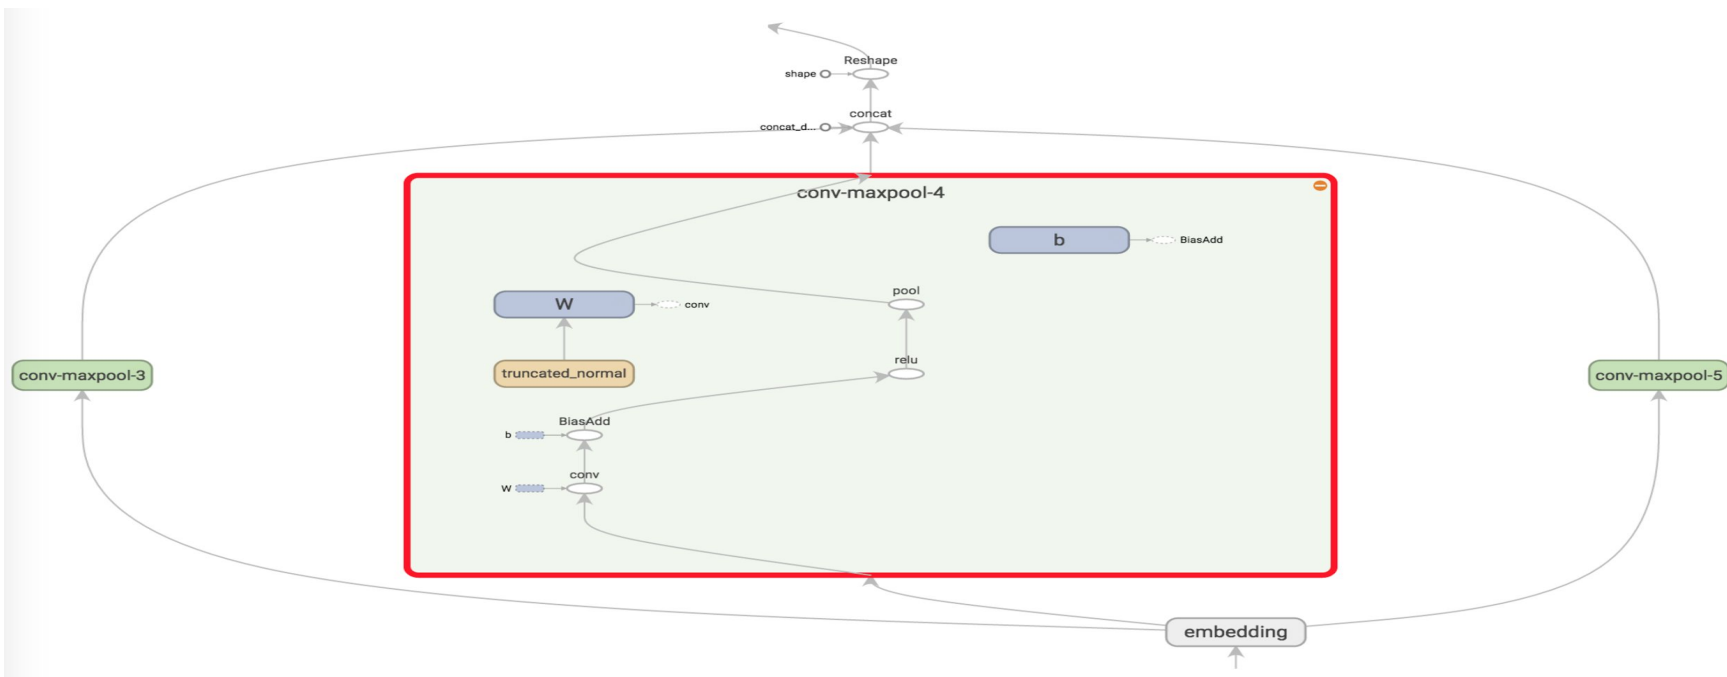 Reshape
shape
concat
concat_d...
conv-maxpool-4
b
BiasAdd
pool
W
conv
relu
conv-maxpool-3
truncated_normal
conv-maxpool-5
BiasAdd
b
conv
W
embedding